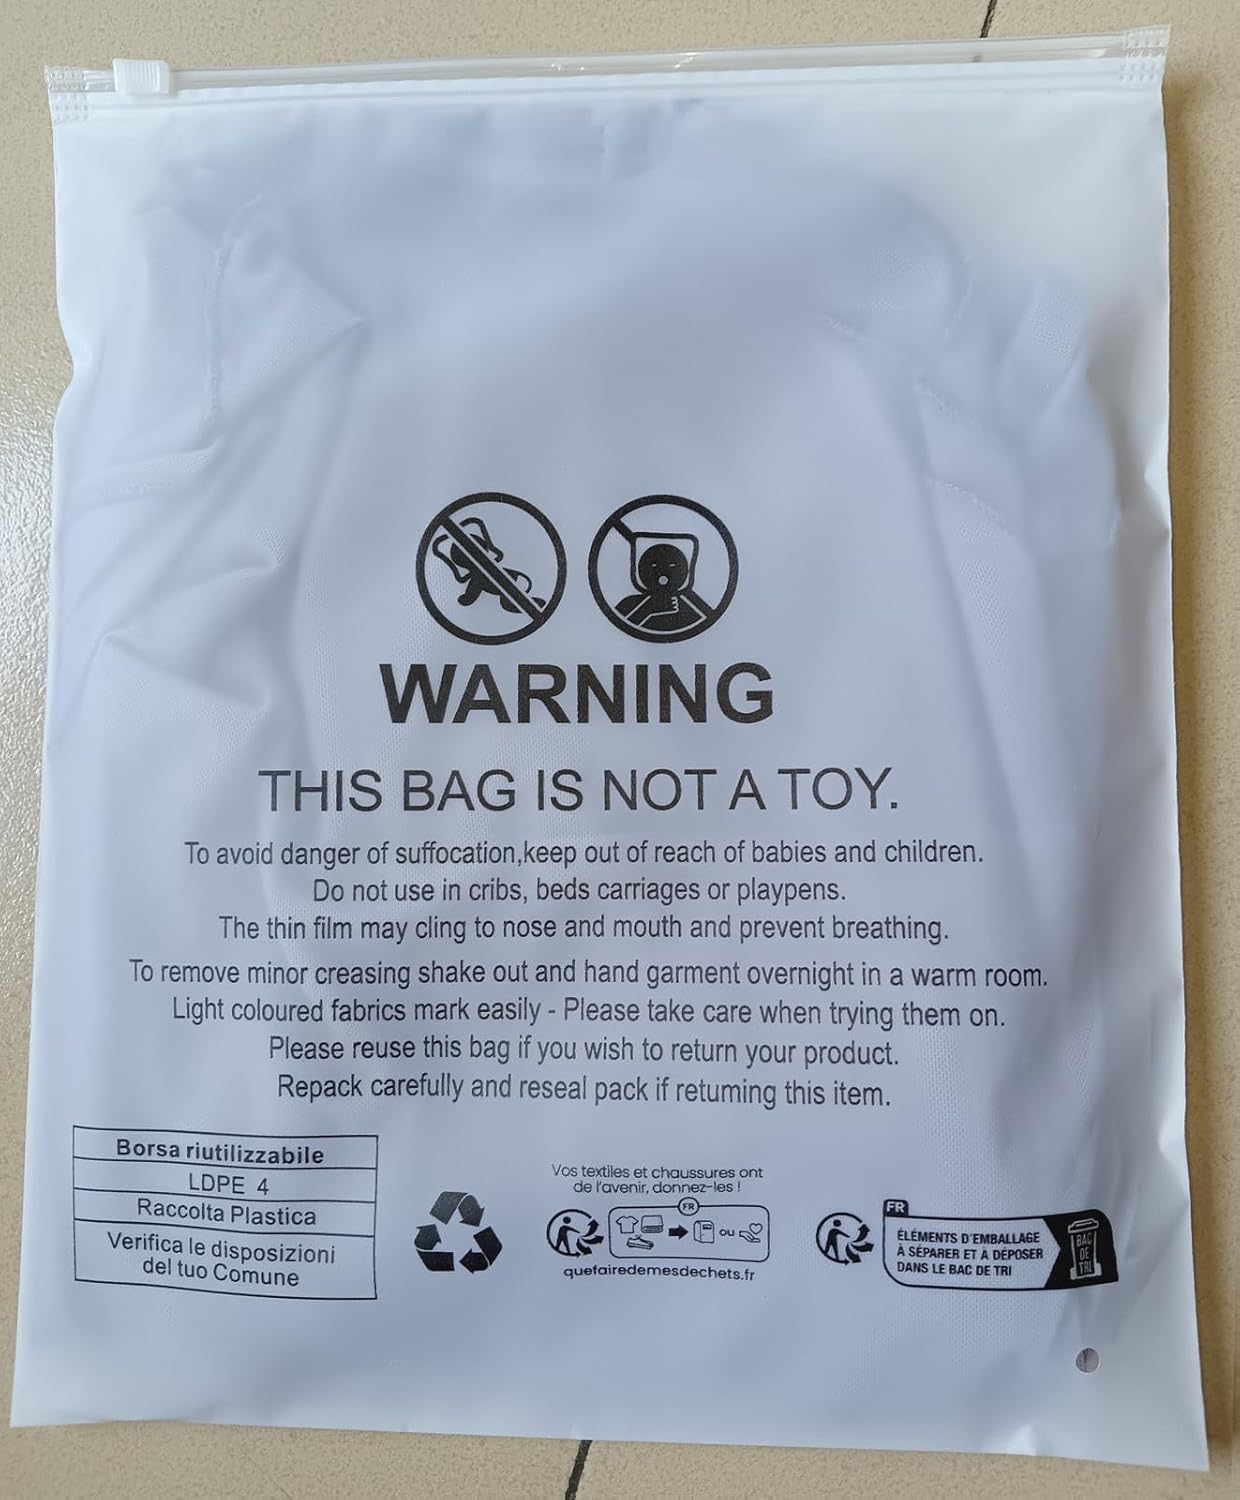 WARNING
THIS BAG IS NOT A TOY.
To avoid danger of suffocation,keep out of reach of babies and children.
Do not use in cribs, beds carriages or playpens.
The thin film may cling to nose and mouth and prevent breathing.
To remove minor creasing shake out and hand garment overnight in a warm room.
Light coloured fabrics mark easily - Please take care when trying them on.
Please reuse this bag if you wish to return your product.
Repack carefully and reseal pack if retuming this item.
Borsa riutilizzabile
LDPE 4
Raccolta Plastica
Verifica le disposizioni
del tuo Comune
Vos textiles et chaussures ont
de l'avenir, donnez-les !
FR
OU
quefairedemesdechets.fr
FR
ÉLÉMENTS D'EMBALLAGE
À SÉPARER ET À DÉPOSER
DANS LE BAC DE TRI
BAC
DE
TRI